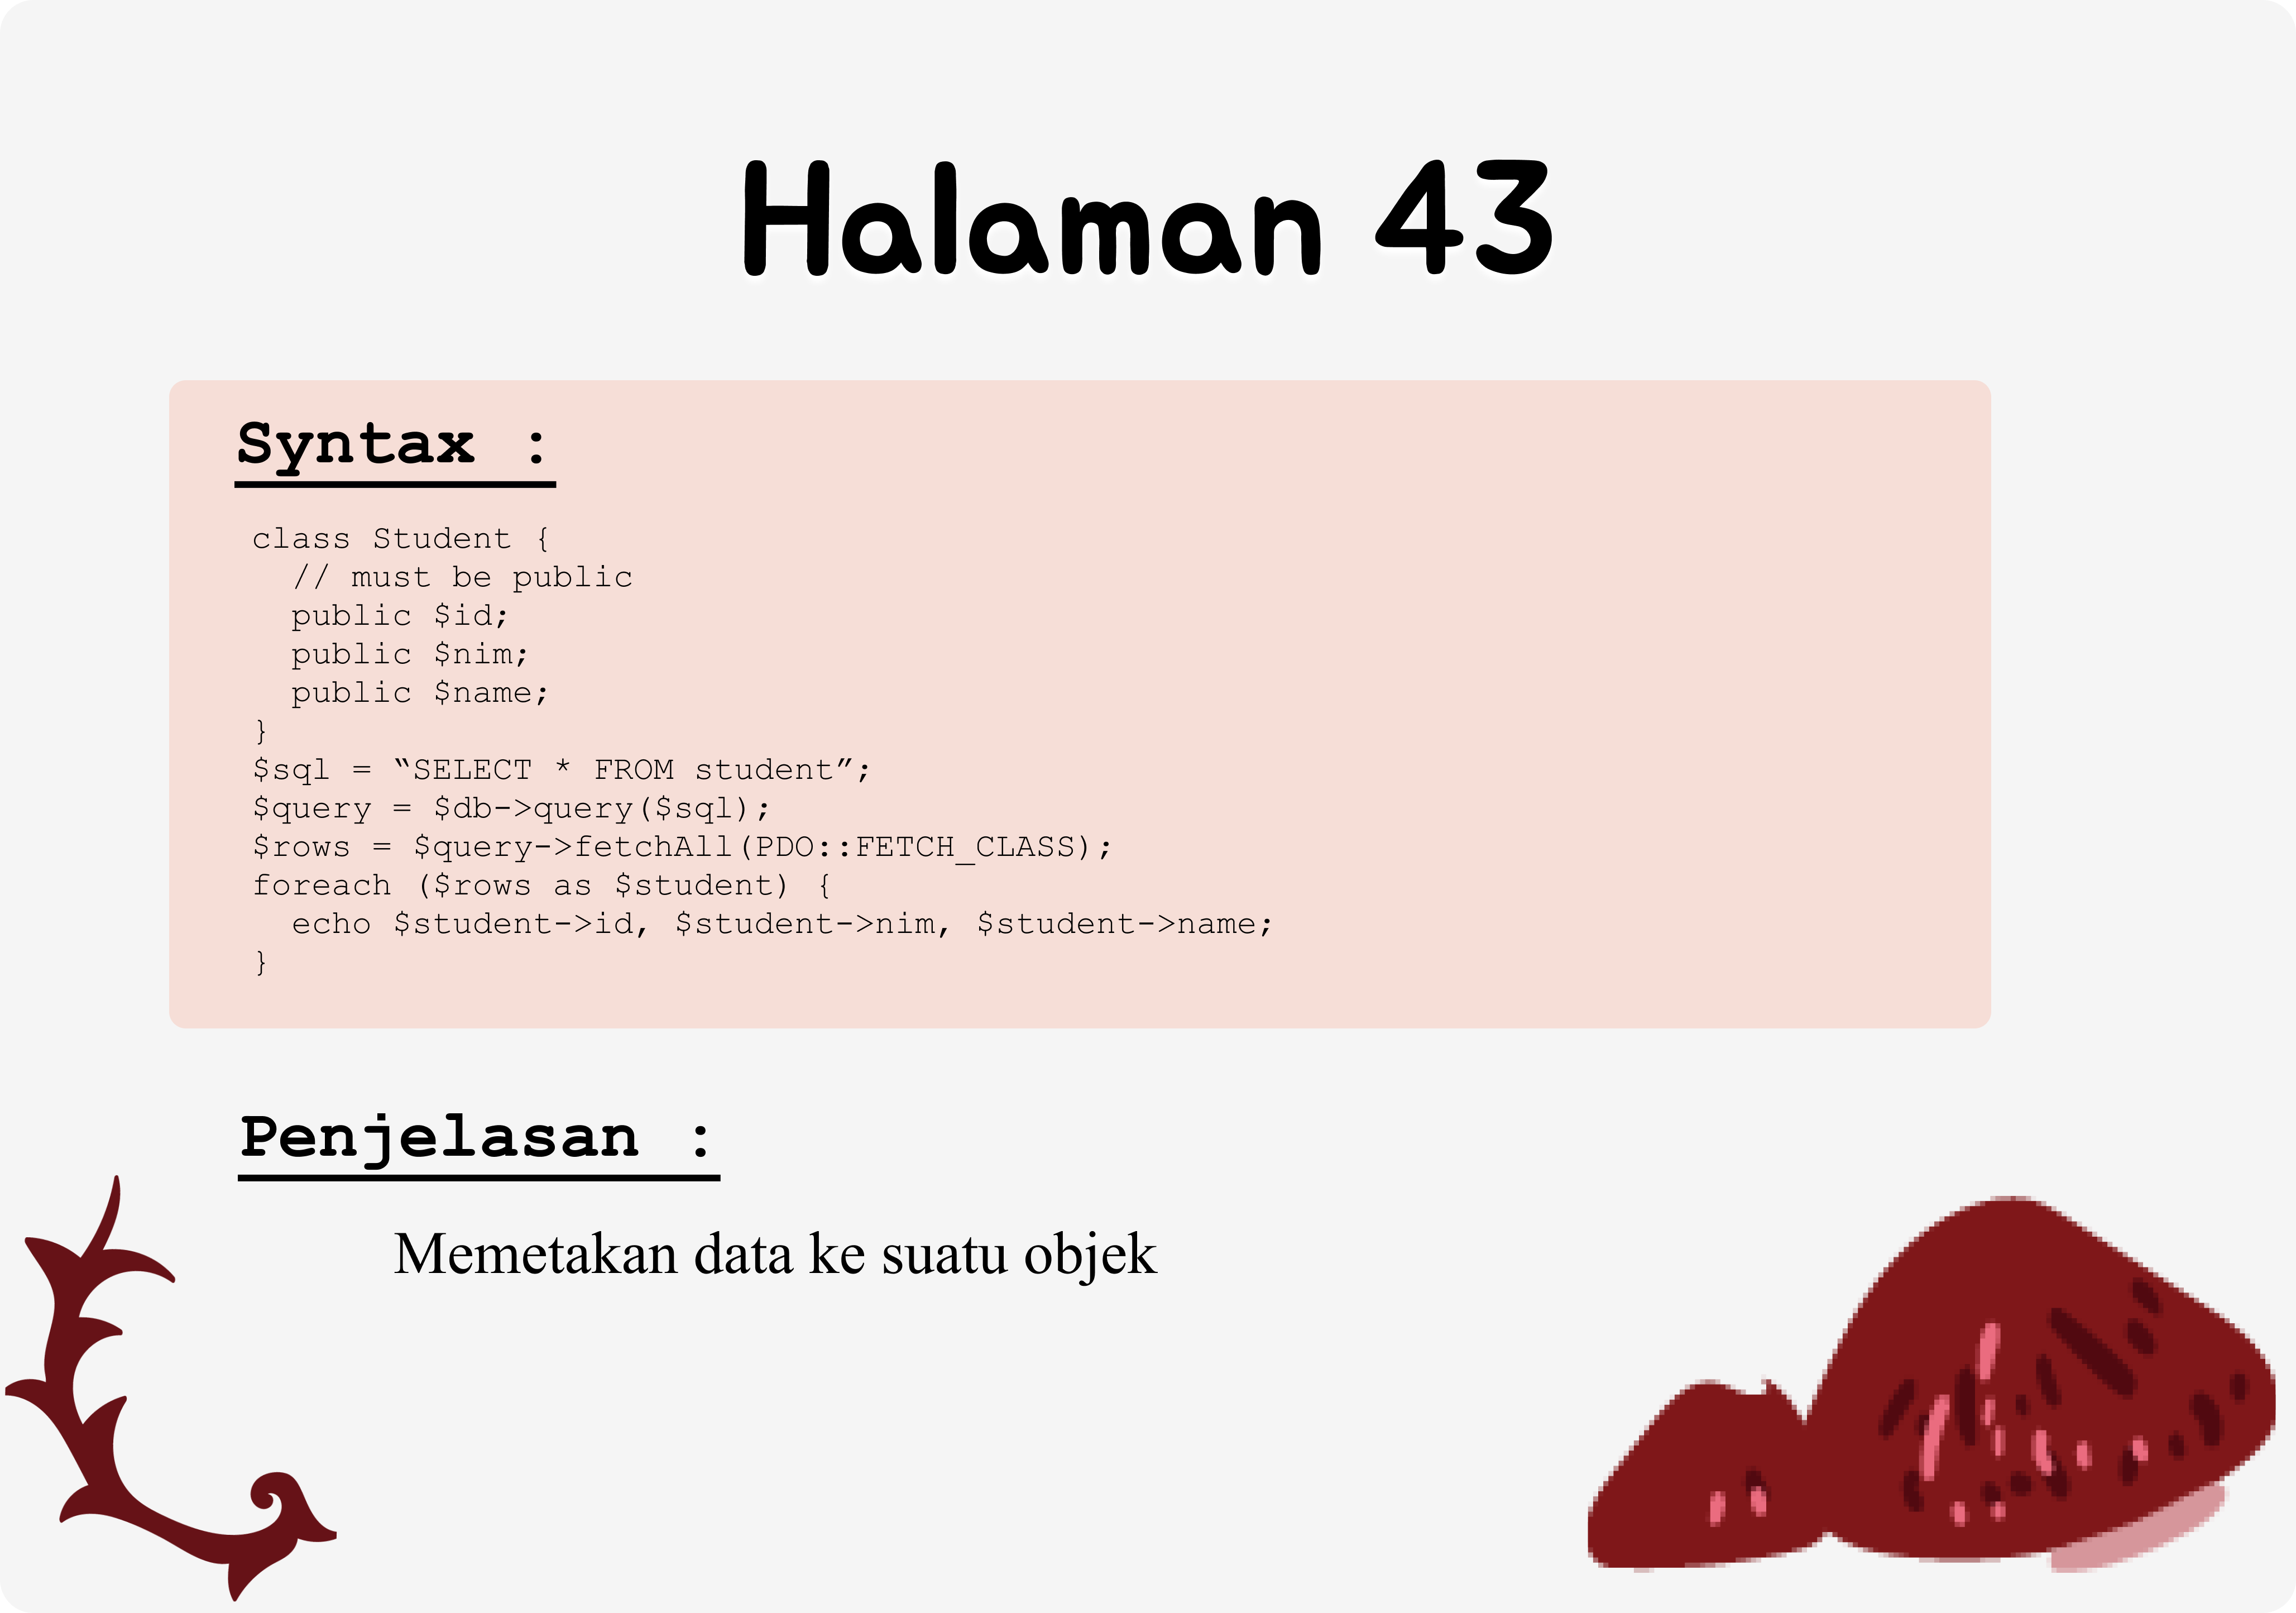 Halaman 43
Syntax :
class Student {
  // must be public
  public $id;
  public $nim;
  public $name;
}
$sql = “SELECT * FROM student”;
$query = $db->query($sql);
$rows = $query->fetchAll(PDO::FETCH_CLASS);
foreach ($rows as $student) {
  echo $student->id, $student->nim, $student->name;
}
Penjelasan :
Memetakan data ke suatu objek